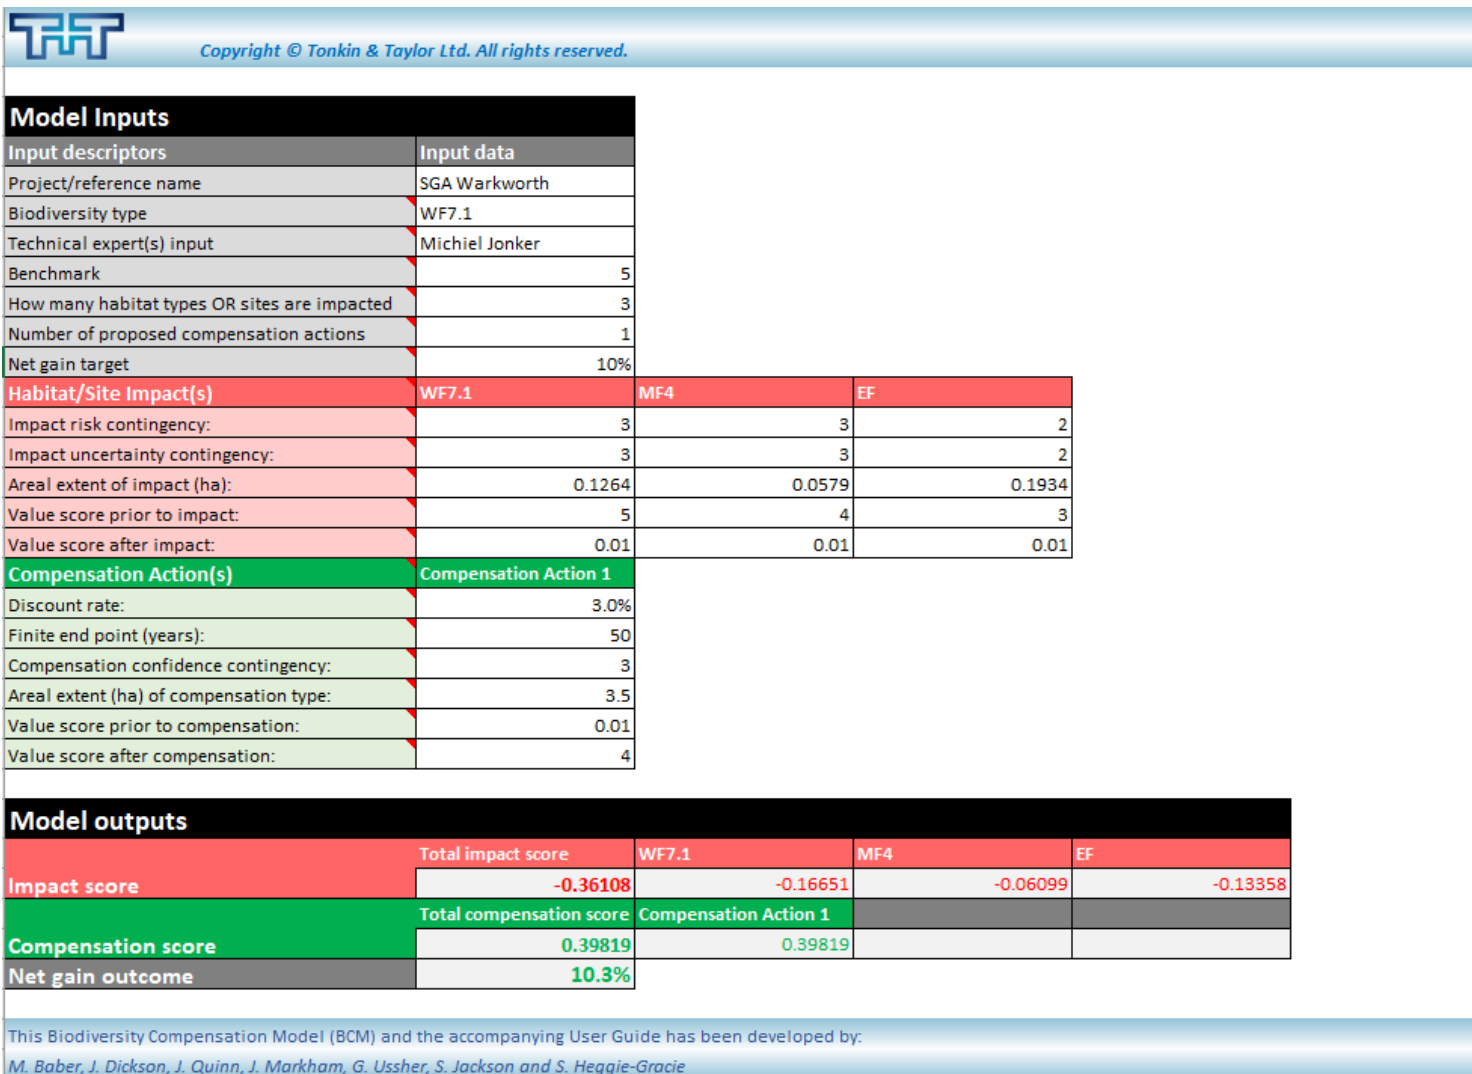 T+T
Copyright © Tonkin & Taylor Ltd. All rights reserved.
Model Inputs
Input descriptors Input data
Project/reference name SGA Warkworth
Biodiversity type WF7.1
Technical expert(s) input Michiel Jonker
Benchmark 5
How many habitat types OR sites are impacted 3
Number of proposed compensation actions 1
Net gain target 10%
Habitat/Site Impact(s) WF7.1 MF4 EF
Impact risk contingency: 3 3 2
Impact uncertainty contingency: 3 3 2
Areal extent of impact (ha): 0.1264 0.0579 0.1934
Value score prior to impact: 5 4 3
Value score after impact: 0.01 0.01 0.01
Compensation Action(s) Compensation Action 1
Discount rate: 3.0%
Finite end point (years): 50
Compensation confidence contingency: 3
Areal extent (ha) of compensation type: 3.5
Value score prior to compensation: 0.01
Value score after compensation: 4
Model outputs
Total impact score WF7.1 MF4 EF
Impact score -0.36108 -0.16651 -0.06099 -0.13358
Total compensation score Compensation Action 1
Compensation score 0.39819 0.39819
Net gain outcome 10.3%
This Biodiversity Compensation Model (BCM) and the accompanying User Guide has been developed by:
M. Baber, J. Dickson, J. Quinn, J. Markham, G. Ussher, S. Jackson and S. Heggie-Gracie